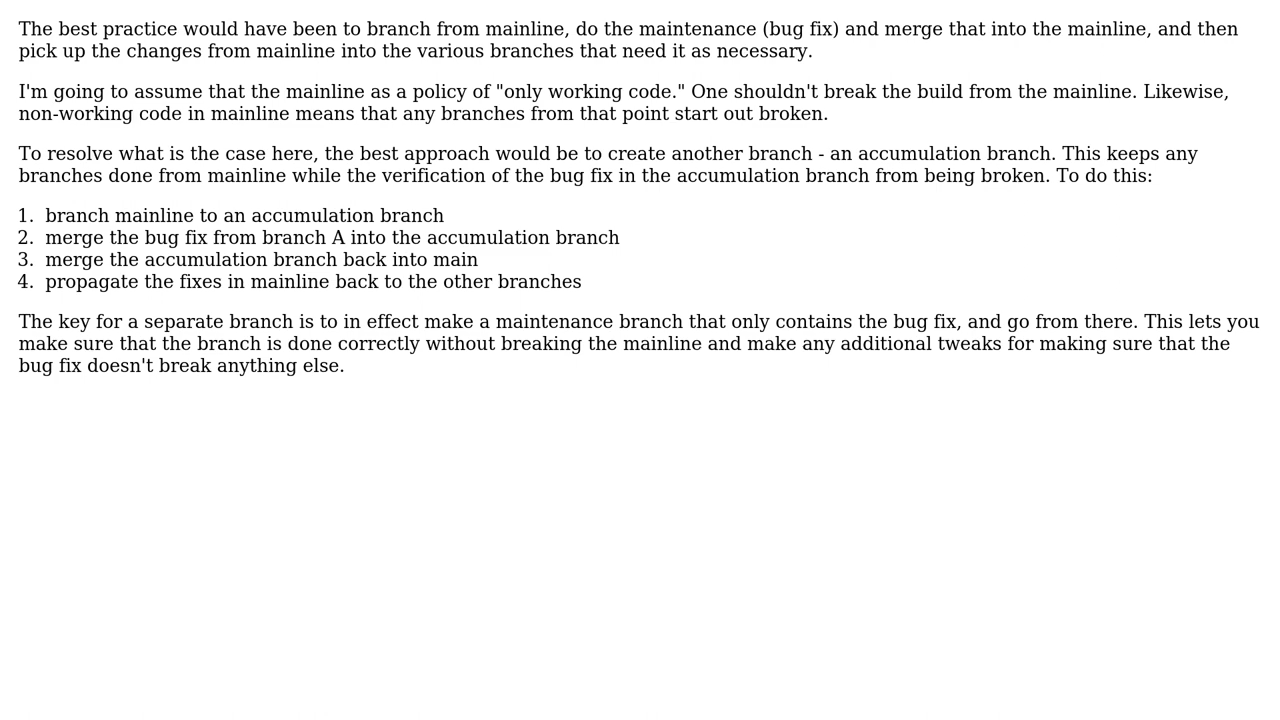 The best practice would have been to branch from mainline, do the maintenance (bug fix) and merge that into the mainline, and then
pick up the changes from mainline into the various branches that need it as necessary.
I'm going to assume that the mainline as a policy of "only working code." One shouldn't break the build from the mainline. Likewise,
non-working code in mainline means that any branches from that point start out broken.
To resolve what is the case here, the best approach would be to create another branch - an accumulation branch. This keeps any
branches done from mainline while the verification of the bug fix in the accumulation branch from being broken. To do this:
1. branch mainline to an accumulation branch
2. merge the bug fix from branch A into the accumulation branch
3. merge the accumulation branch back into main
4. propagate the fixes in mainline back to the other branches
The key for a separate branch is to in effect make a maintenance branch that only contains the bug fix, and go from there. This lets you
make sure that the branch is done correctly without breaking the mainline and make any additional tweaks for making sure that the
bug fix doesn't break anything else.